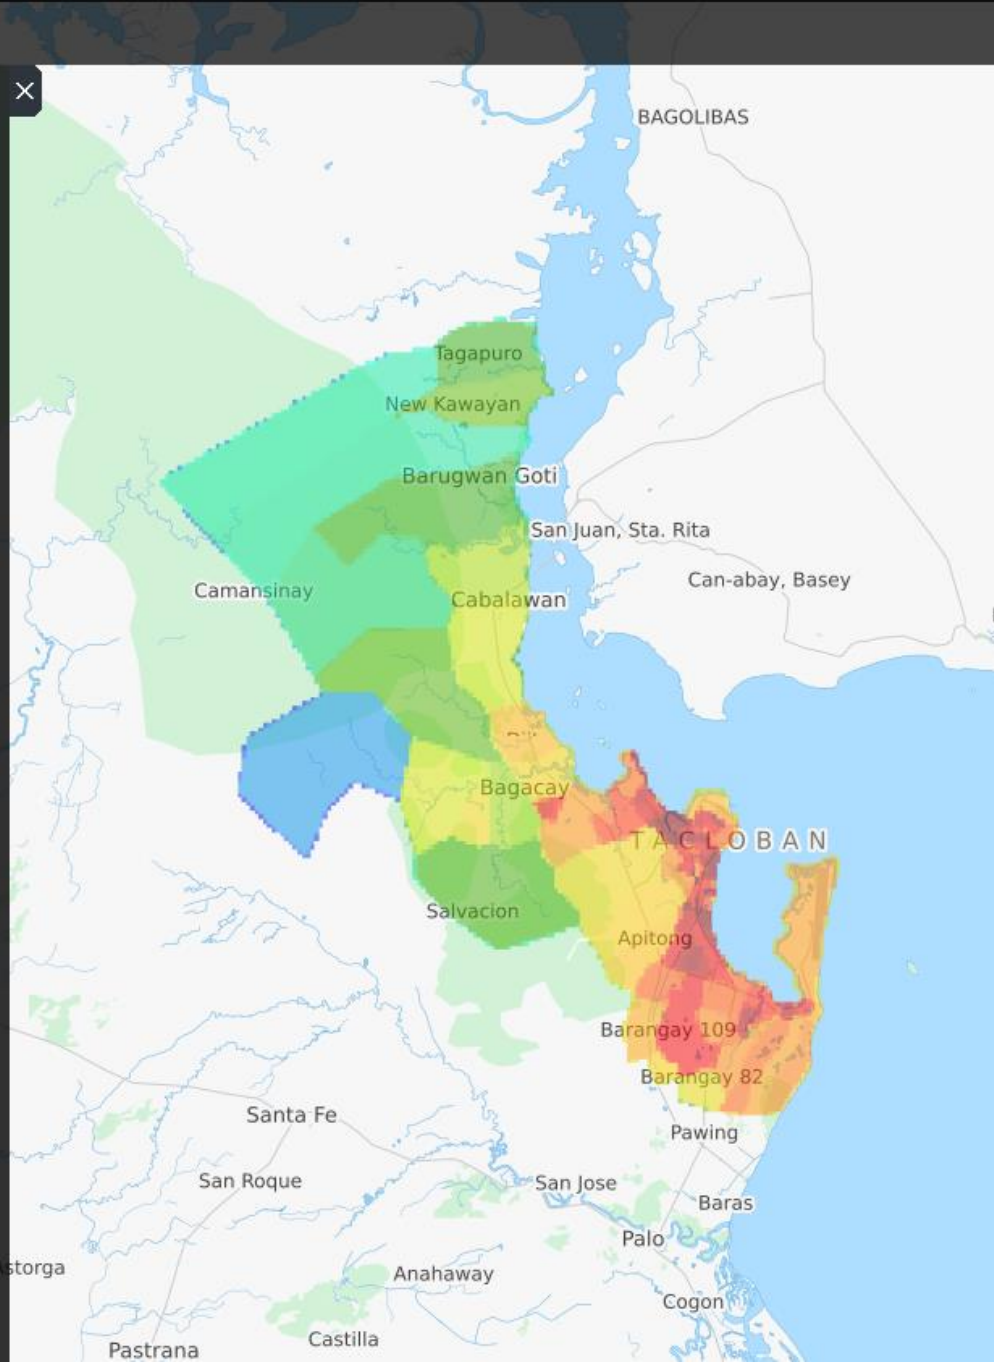 BAGOLIBAS
Tagapuro
New Kawayan
Barugwan Goti
San Juan, Sta. Rita
Can-abay, Basey
Camansinay
Cabalawan
Bagacay
TACLOBAN
Salvacion
Apitong
Barangay 109
Barangay 82
Santa Fe
Pawing
San Roque
San Jose
Baras
Palo
storga
Anahaway
Cogon
Castilla
Pastrana